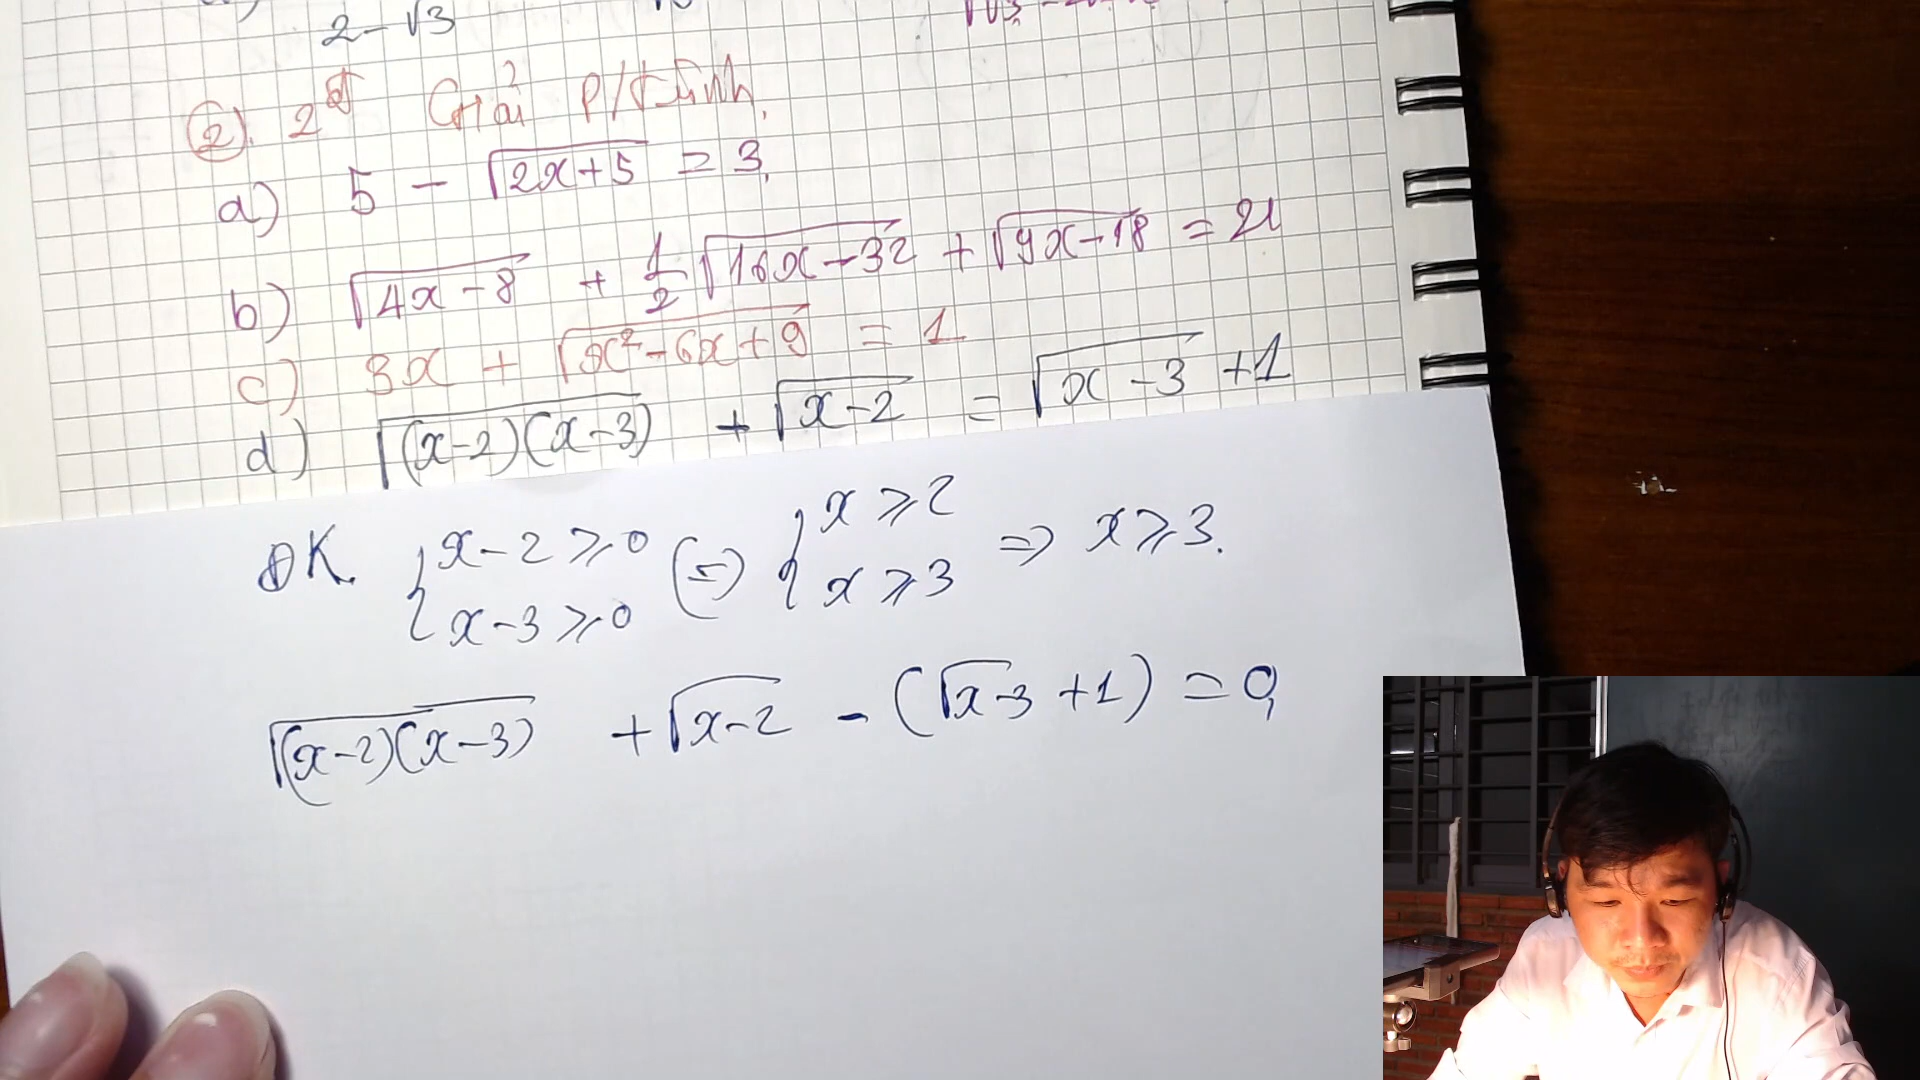 2-√3
②. 2đ Giải p/trình.
a) 5 - √(2x+5) = 3.
b) √(4x-8) + 1/2 √(16x-32) + √(9x-18) = 21
c) 3x + √(x²-6x+9) = 1
d) √((x-2)(x-3)) + √(x-2) = √(x-3) +1
ĐK. { x-2 ⩾ 0 ; x-3 ⩾ 0 (=) { x ⩾ 2 ; x ⩾ 3 => x ⩾ 3.
√((x-2)(x-3)) + √(x-2) - (√(x-3) +1) = 0